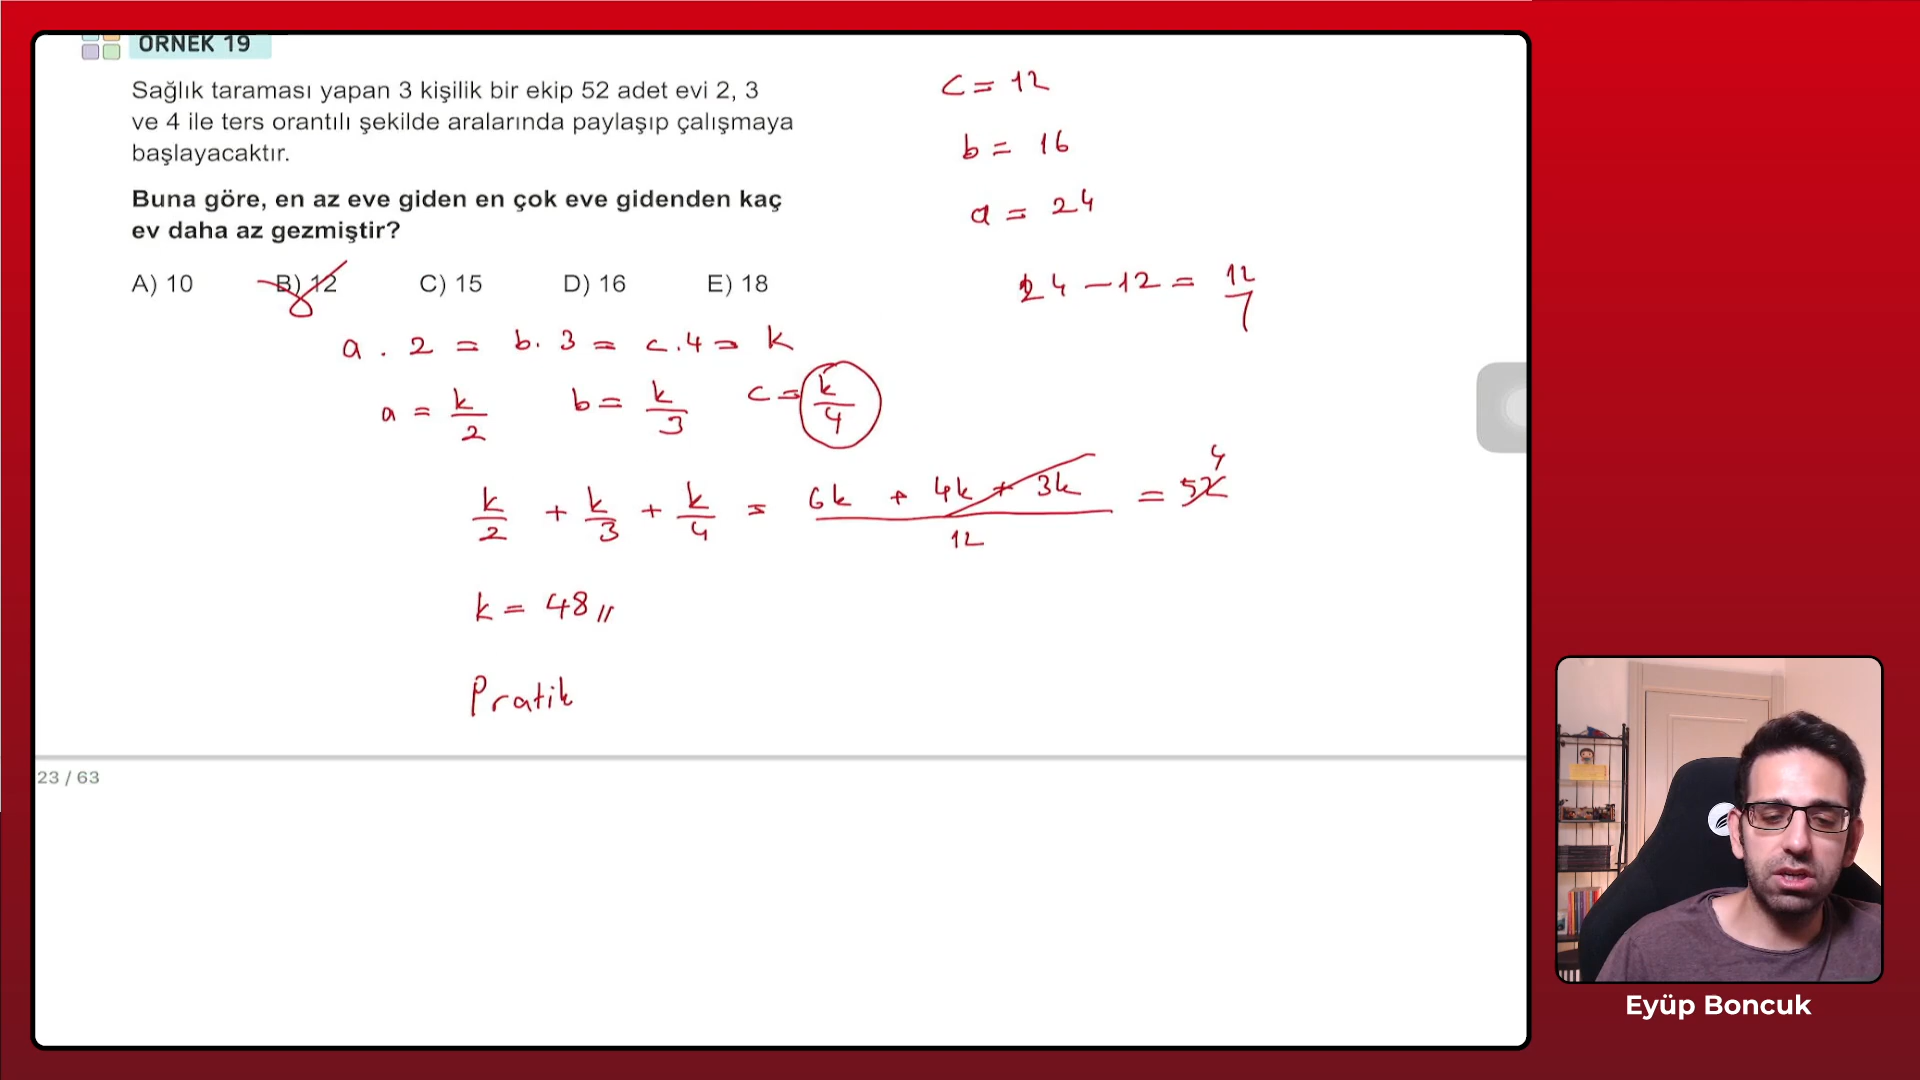 ÖRNEK 19
Sağlık taraması yapan 3 kişilik bir ekip 52 adet evi 2, 3
ve 4 ile ters orantılı şekilde aralarında paylaşıp çalışmaya
başlayacaktır.
Buna göre, en az eve giden en çok eve gidenden kaç
ev daha az gezmiştir?
A) 10 B) 12 C) 15 D) 16 E) 18
c = 12
b = 16
a = 24
24 - 12 = 12
a . 2 = b . 3 = c . 4 = k
a = k/2 b = k/3 c = k/4
k/2 + k/3 + k/4 = (6k + 4k + 3k)/12 = 52 4
k = 48 //
Pratik
23 / 63
Eyüp Boncuk